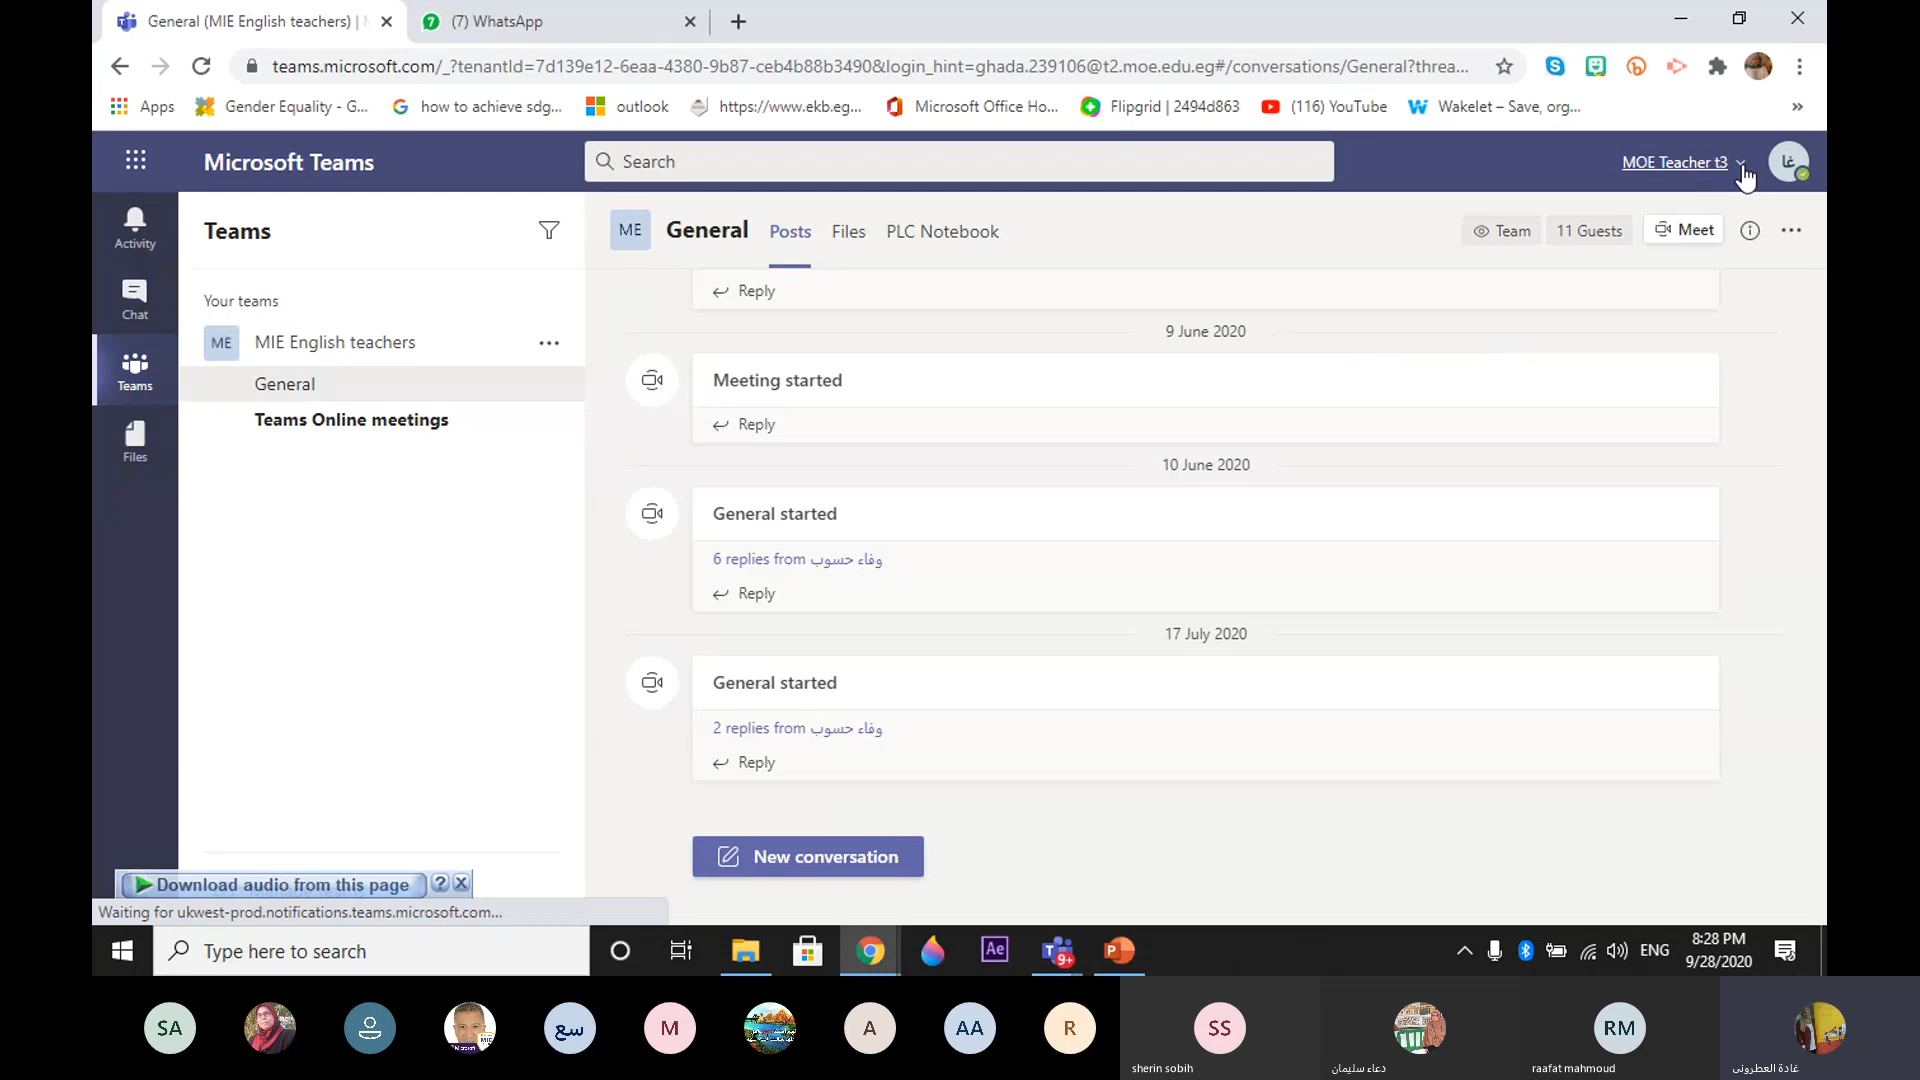 General (MIE English teachers) |
(7) WhatsApp
teams.microsoft.com/_?tenantId=7d139e12-6eaa-4380-9b87-ceb4b88b3490&login_hint=ghada.239106@t2.moe.edu.eg#/conversations/General?threa...
Apps Gender Equality - G... how to achieve sdg... outlook https://www.ekb.eg... Microsoft Office Ho... Flipgrid | 2494d863 (116) YouTube Wakelet – Save, org... »
Microsoft Teams
Search
MOE Teacher t3
غا
Activity
Chat
Teams
Files
Teams
Your teams
ME MIE English teachers ...
General
Teams Online meetings
ME General Posts Files PLC Notebook
Team 11 Guests Meet ...
Reply
9 June 2020
Meeting started
Reply
10 June 2020
General started
6 replies from وفاء حسوب
Reply
17 July 2020
General started
2 replies from وفاء حسوب
Reply
New conversation
Download audio from this page ? X
Waiting for ukwest-prod.notifications.teams.microsoft.com...
Type here to search
Ae
9+
P
ENG
8:28 PM
9/28/2020
SA
سع
M
A
AA
R
SS
RM
sherin sobih
دعاء سليمان
raafat mahmoud
غادة العطرونى